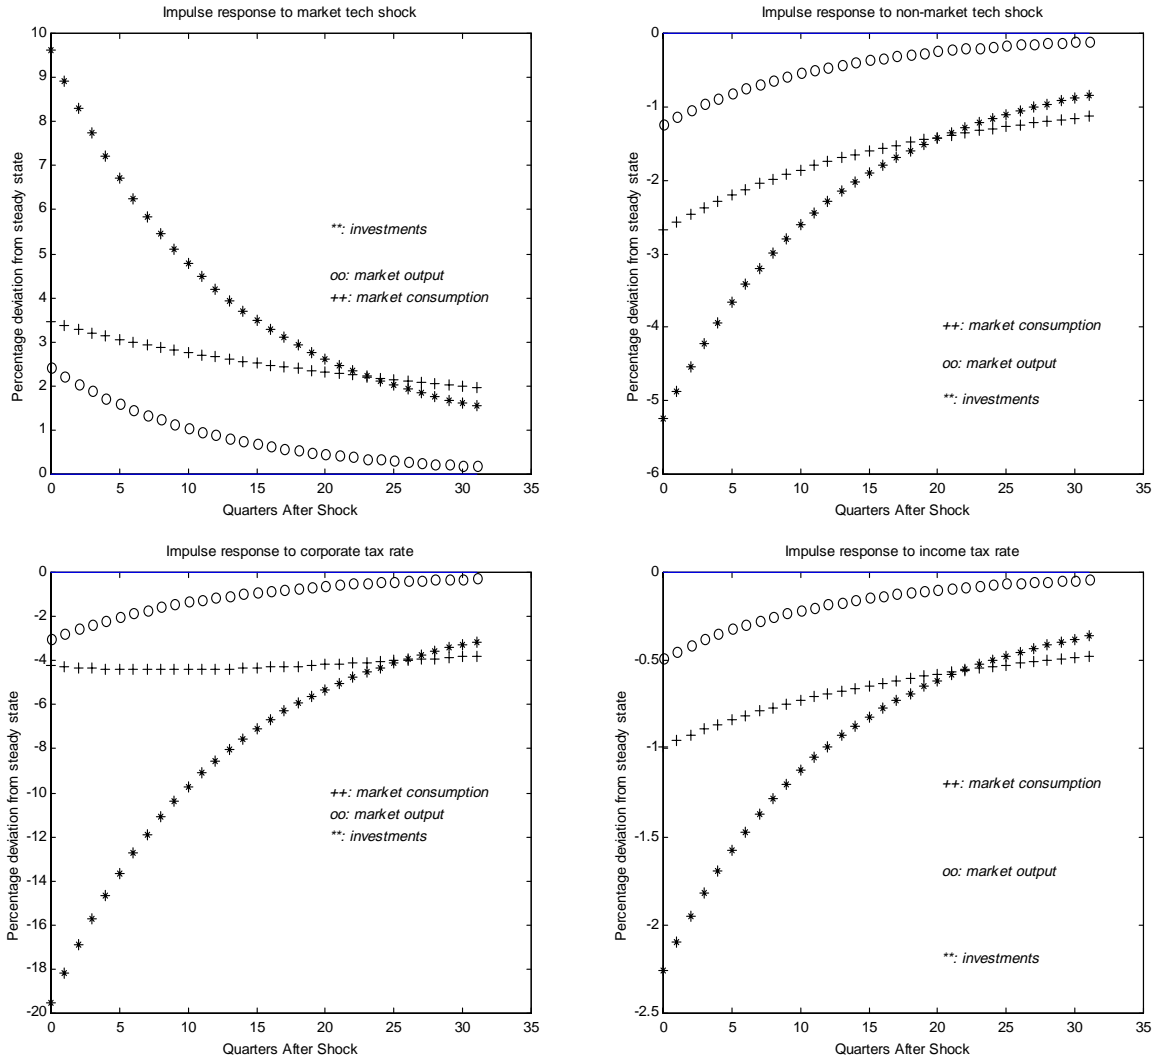 Impulse response to market tech shock
10
9
8
7
6
5
4
3
2
1
0
Percentage deviation from steady state
**: investments
oo: market output
++: market consumption
0 5 10 15 20 25 30 35
Quarters After Shock
Impulse response to non-market tech shock
0
-1
-2
-3
-4
-5
-6
Percentage deviation from steady state
++: market consumption
oo: market output
**: investments
0 5 10 15 20 25 30 35
Quarters After Shock
Impulse response to corporate tax rate
0
-2
-4
-6
-8
-10
-12
-14
-16
-18
-20
Percentage deviation from steady state
++: market consumption
oo: market output
**: investments
0 5 10 15 20 25 30 35
Quarters After Shock
Impulse response to income tax rate
0
-0.5
-1
-1.5
-2
-2.5
Percentage deviation from steady state
++: market consumption
oo: market output
**: investments
0 5 10 15 20 25 30 35
Quarters After Shock